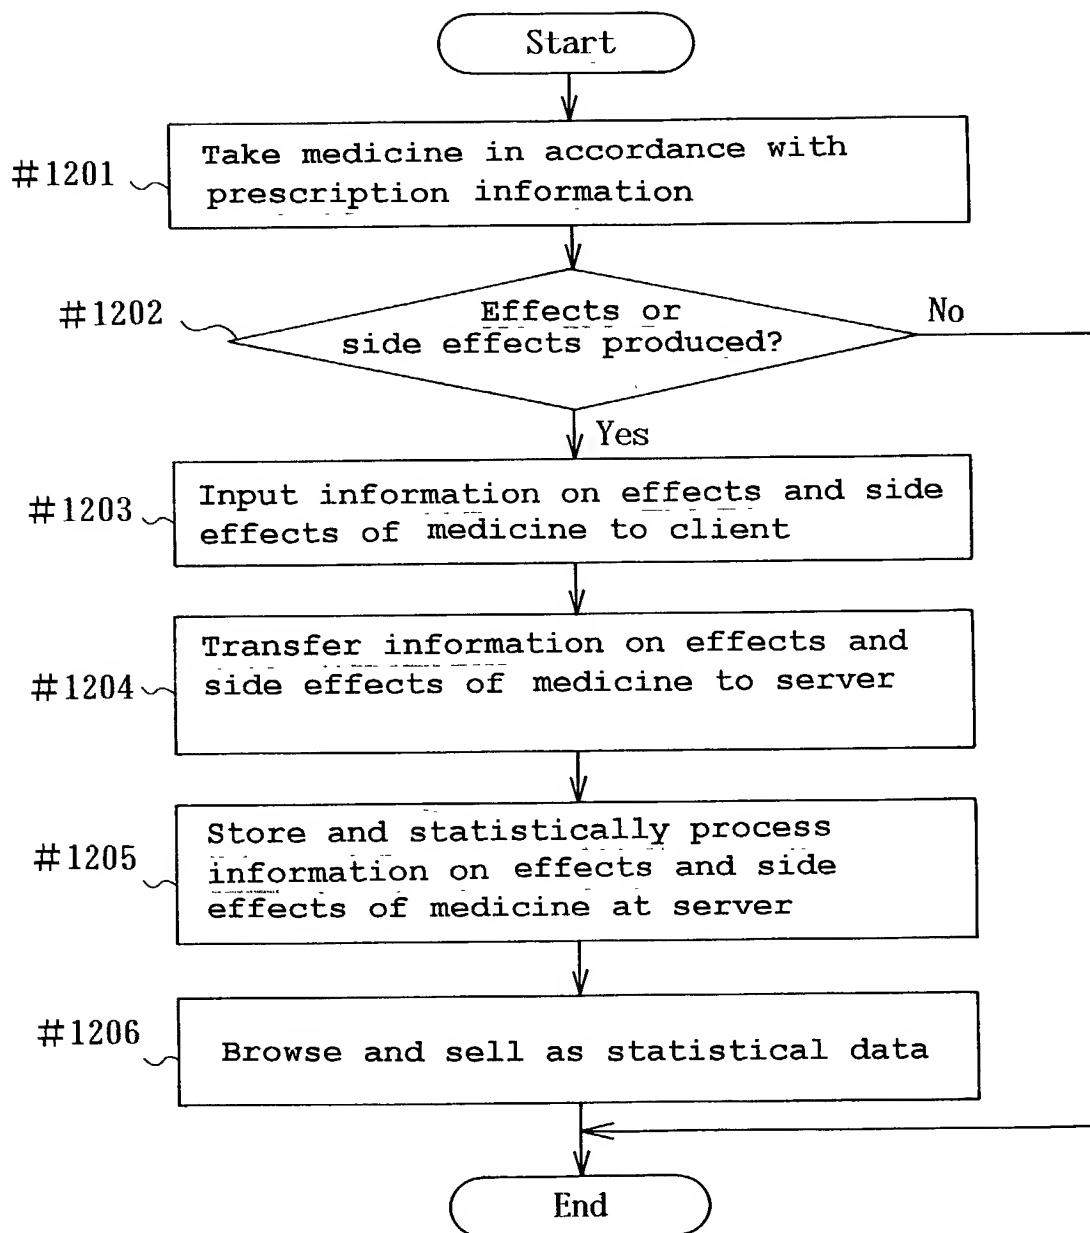 Start
#1201
Take medicine in accordance with
prescription information
#1202
Effects or
side effects produced?
No
Yes
#1203
Input information on effects and side
effects of medicine to client
#1204
Transfer information on effects and
side effects of medicine to server
#1205
Store and statistically process
information on effects and side
effects of medicine at server
#1206
Browse and sell as statistical data
End